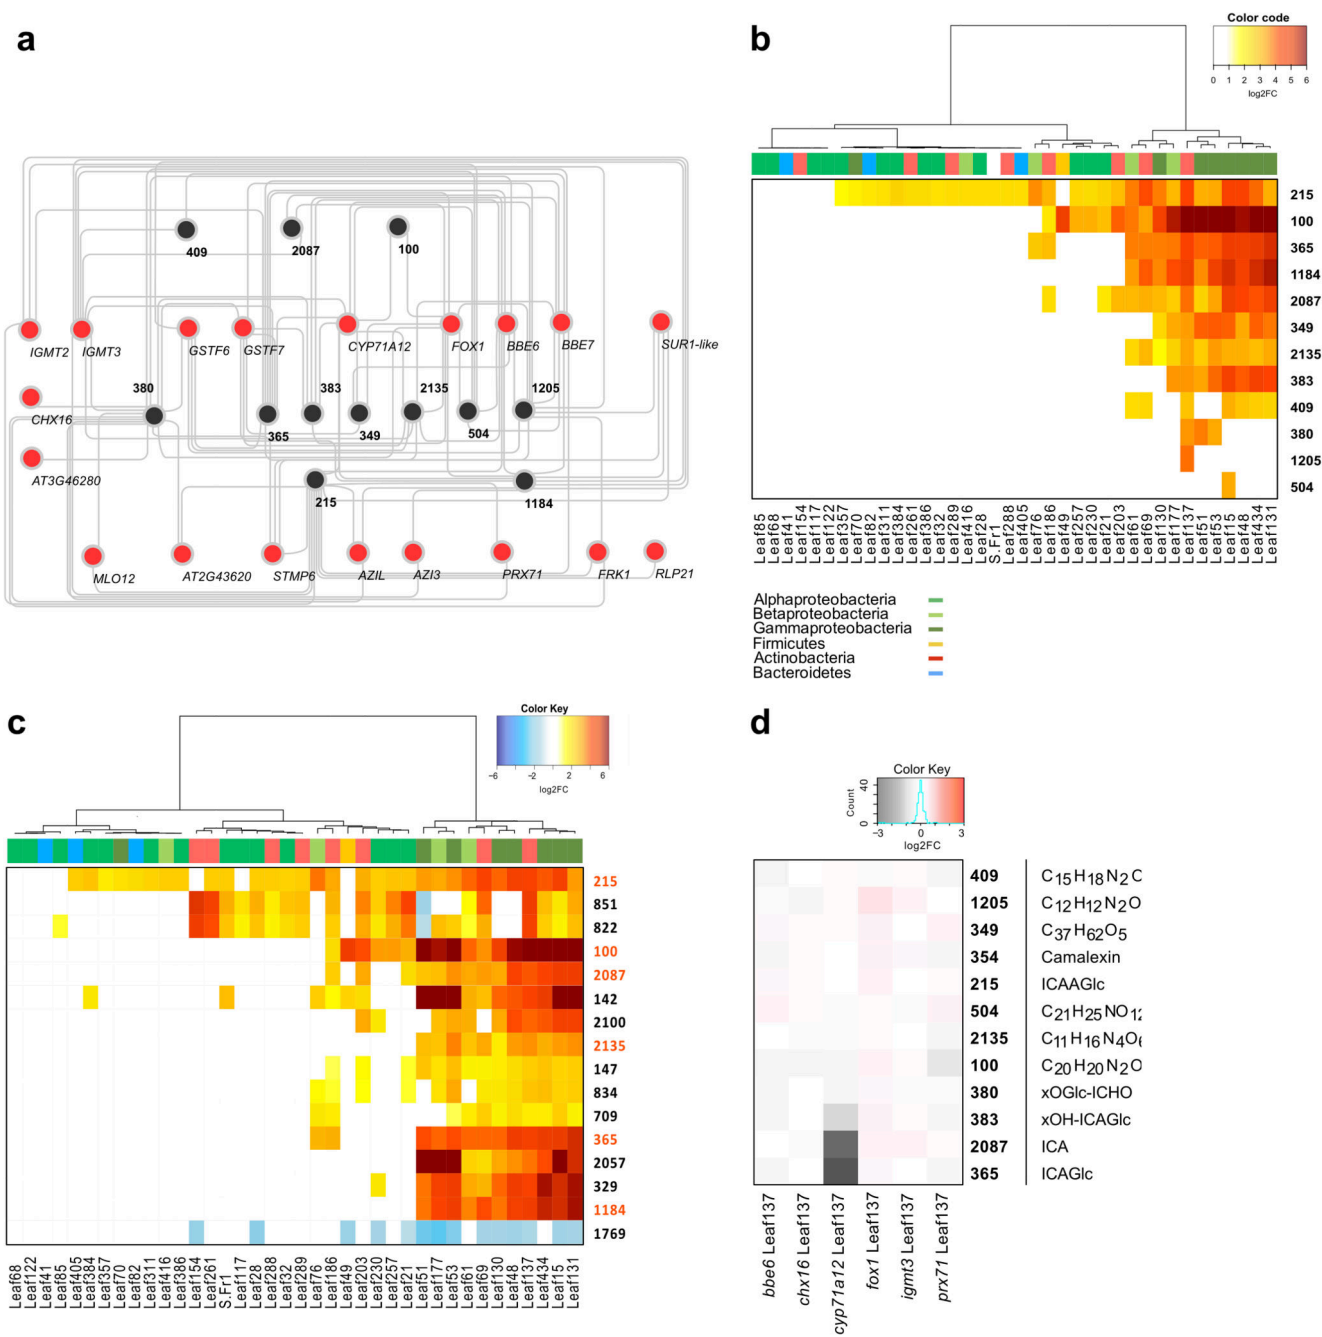 a
409
2087
100
IGMT2
IGMT3
GSTF6
GSTF7
CYP71A12
FOX1
BBE6
BBE7
SUR1-like
380
383
2135
1205
CHX16
365
349
504
AT3G46280
215
1184
MLO12
AT2G43620
STMP6
AZIL
AZI3
PRX71
FRK1
RLP21
b
Color code
0 1 2 3 4 5 6
log2FC
215
100
365
1184
2087
349
2135
383
409
380
1205
504
Leaf85
Leaf68
Leaf41
Leaf154
Leaf117
Leaf122
Leaf357
Leaf70
Leaf82
Leaf311
Leaf384
Leaf261
Leaf386
Leaf32
Leaf289
Leaf416
Leaf28
S.Fr1
Leaf288
Leaf405
Leaf76
Leaf186
Leaf49
Leaf257
Leaf230
Leaf21
Leaf203
Leaf61
Leaf69
Leaf130
Leaf177
Leaf137
Leaf51
Leaf53
Leaf15
Leaf48
Leaf434
Leaf131
Alphaproteobacteria
Betaproteobacteria
Gammaproteobacteria
Firmicutes
Actinobacteria
Bacteroidetes
c
Color Key
−6 −2 2 6
log2FC
215
851
822
100
2087
142
2100
2135
147
834
709
365
2057
329
1184
1769
Leaf68
Leaf122
Leaf41
Leaf85
Leaf405
Leaf384
Leaf357
Leaf70
Leaf82
Leaf311
Leaf416
Leaf386
Leaf154
Leaf261
S.Fr1
Leaf117
Leaf28
Leaf288
Leaf32
Leaf289
Leaf76
Leaf186
Leaf49
Leaf203
Leaf230
Leaf257
Leaf21
Leaf51
Leaf177
Leaf53
Leaf61
Leaf69
Leaf130
Leaf48
Leaf137
Leaf434
Leaf15
Leaf131
d
Color Key
Count
0 40
−3 0 3
log2FC
409 C15H18N2O
1205 C12H12N2O
349 C37H62O5
354 Camalexin
215 ICAAGlc
504 C21H25NO12
2135 C11H16N4O6
100 C20H20N2O
380 xOGlc-ICHO
383 xOH-ICAGlc
2087 ICA
365 ICAGlc
bbe6 Leaf137
chx16 Leaf137
cyp71a12 Leaf137
fox1 Leaf137
igmt3 Leaf137
prx71 Leaf137